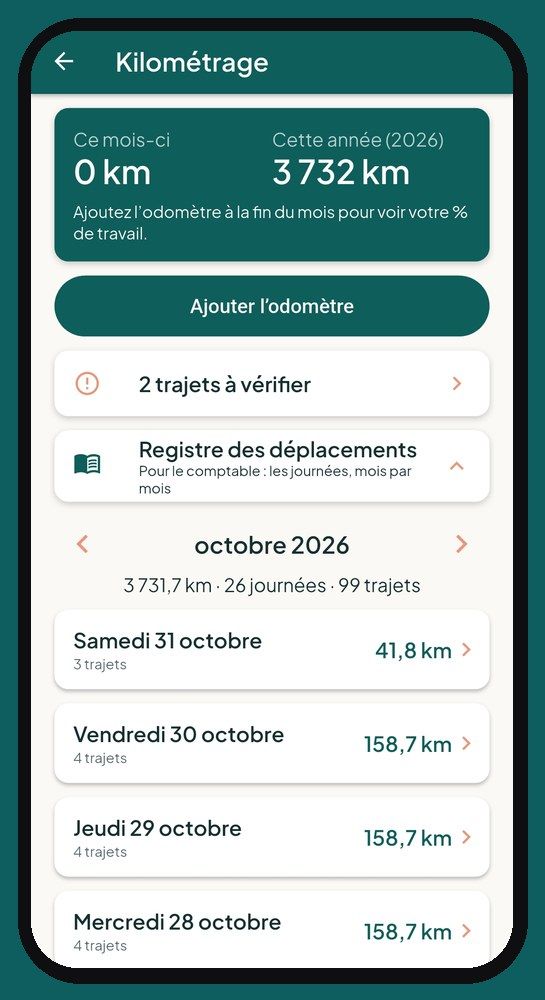 Kilométrage
Ce mois-ci
Cette année (2026)
0 km
3 732 km
Ajoutez l'odomètre à la fin du mois pour voir votre %
de travail.
Ajouter l'odomètre
2 trajets à vérifier
Registre des déplacements
Pour le comptable : les journées, mois par
mois
octobre 2026
3 731,7 km · 26 journées · 99 trajets
Samedi 31 octobre
41,8 km
3 trajets
Vendredi 30 octobre
158,7 km
4 trajets
Jeudi 29 octobre
158,7 km
4 trajets
Mercredi 28 octobre
158,7 km
4 trajets